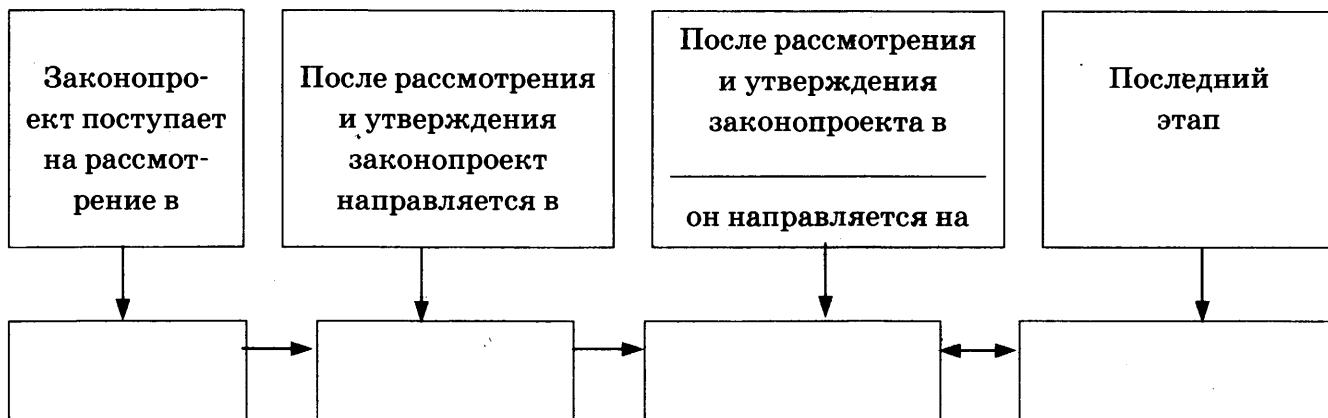 Законопро-
ект поступает
на рассмот-
рение в
После рассмотрения
и утверждения
законопроект
направляется в
После рассмотрения
и утверждения
законопроекта в
он направляется на
Последний
этап